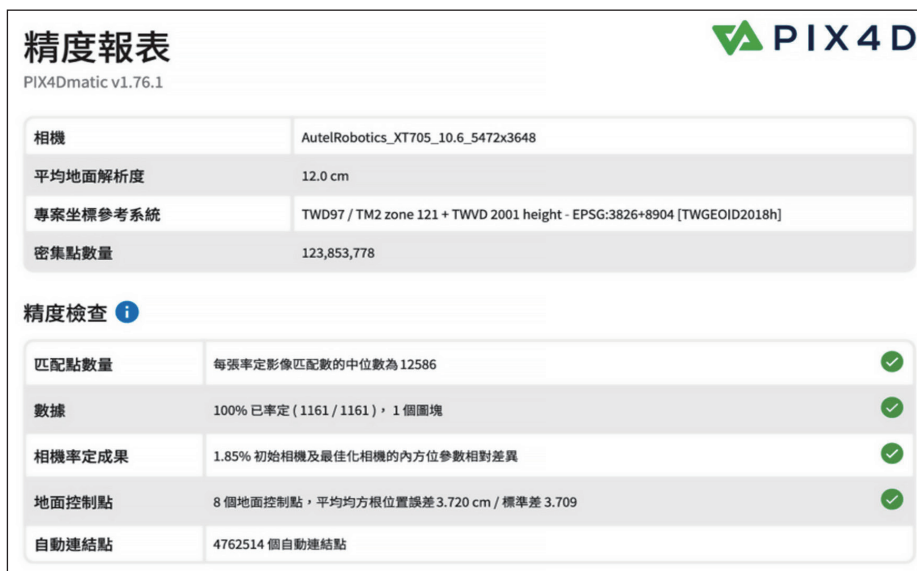 精度報表
PIX4D
PIX4Dmatic v1.76.1
相機 AutelRobotics_XT705_10.6_5472x3648
平均地面解析度 12.0 cm
專案坐標參考系統 TWD97 / TM2 zone 121 + TWVD 2001 height - EPSG:3826+8904 [TWGEOID2018h]
密集點數量 123,853,778
精度檢查
匹配點數量 每張率定影像匹配數的中位數為 12586
數據 100% 已率定 ( 1161 / 1161 )， 1 個圖塊
相機率定成果 1.85% 初始相機及最佳化相機的內方位參數相對差異
地面控制點 8 個地面控制點，平均均方根位置誤差 3.720 cm / 標準差 3.709
自動連結點 4762514 個自動連結點